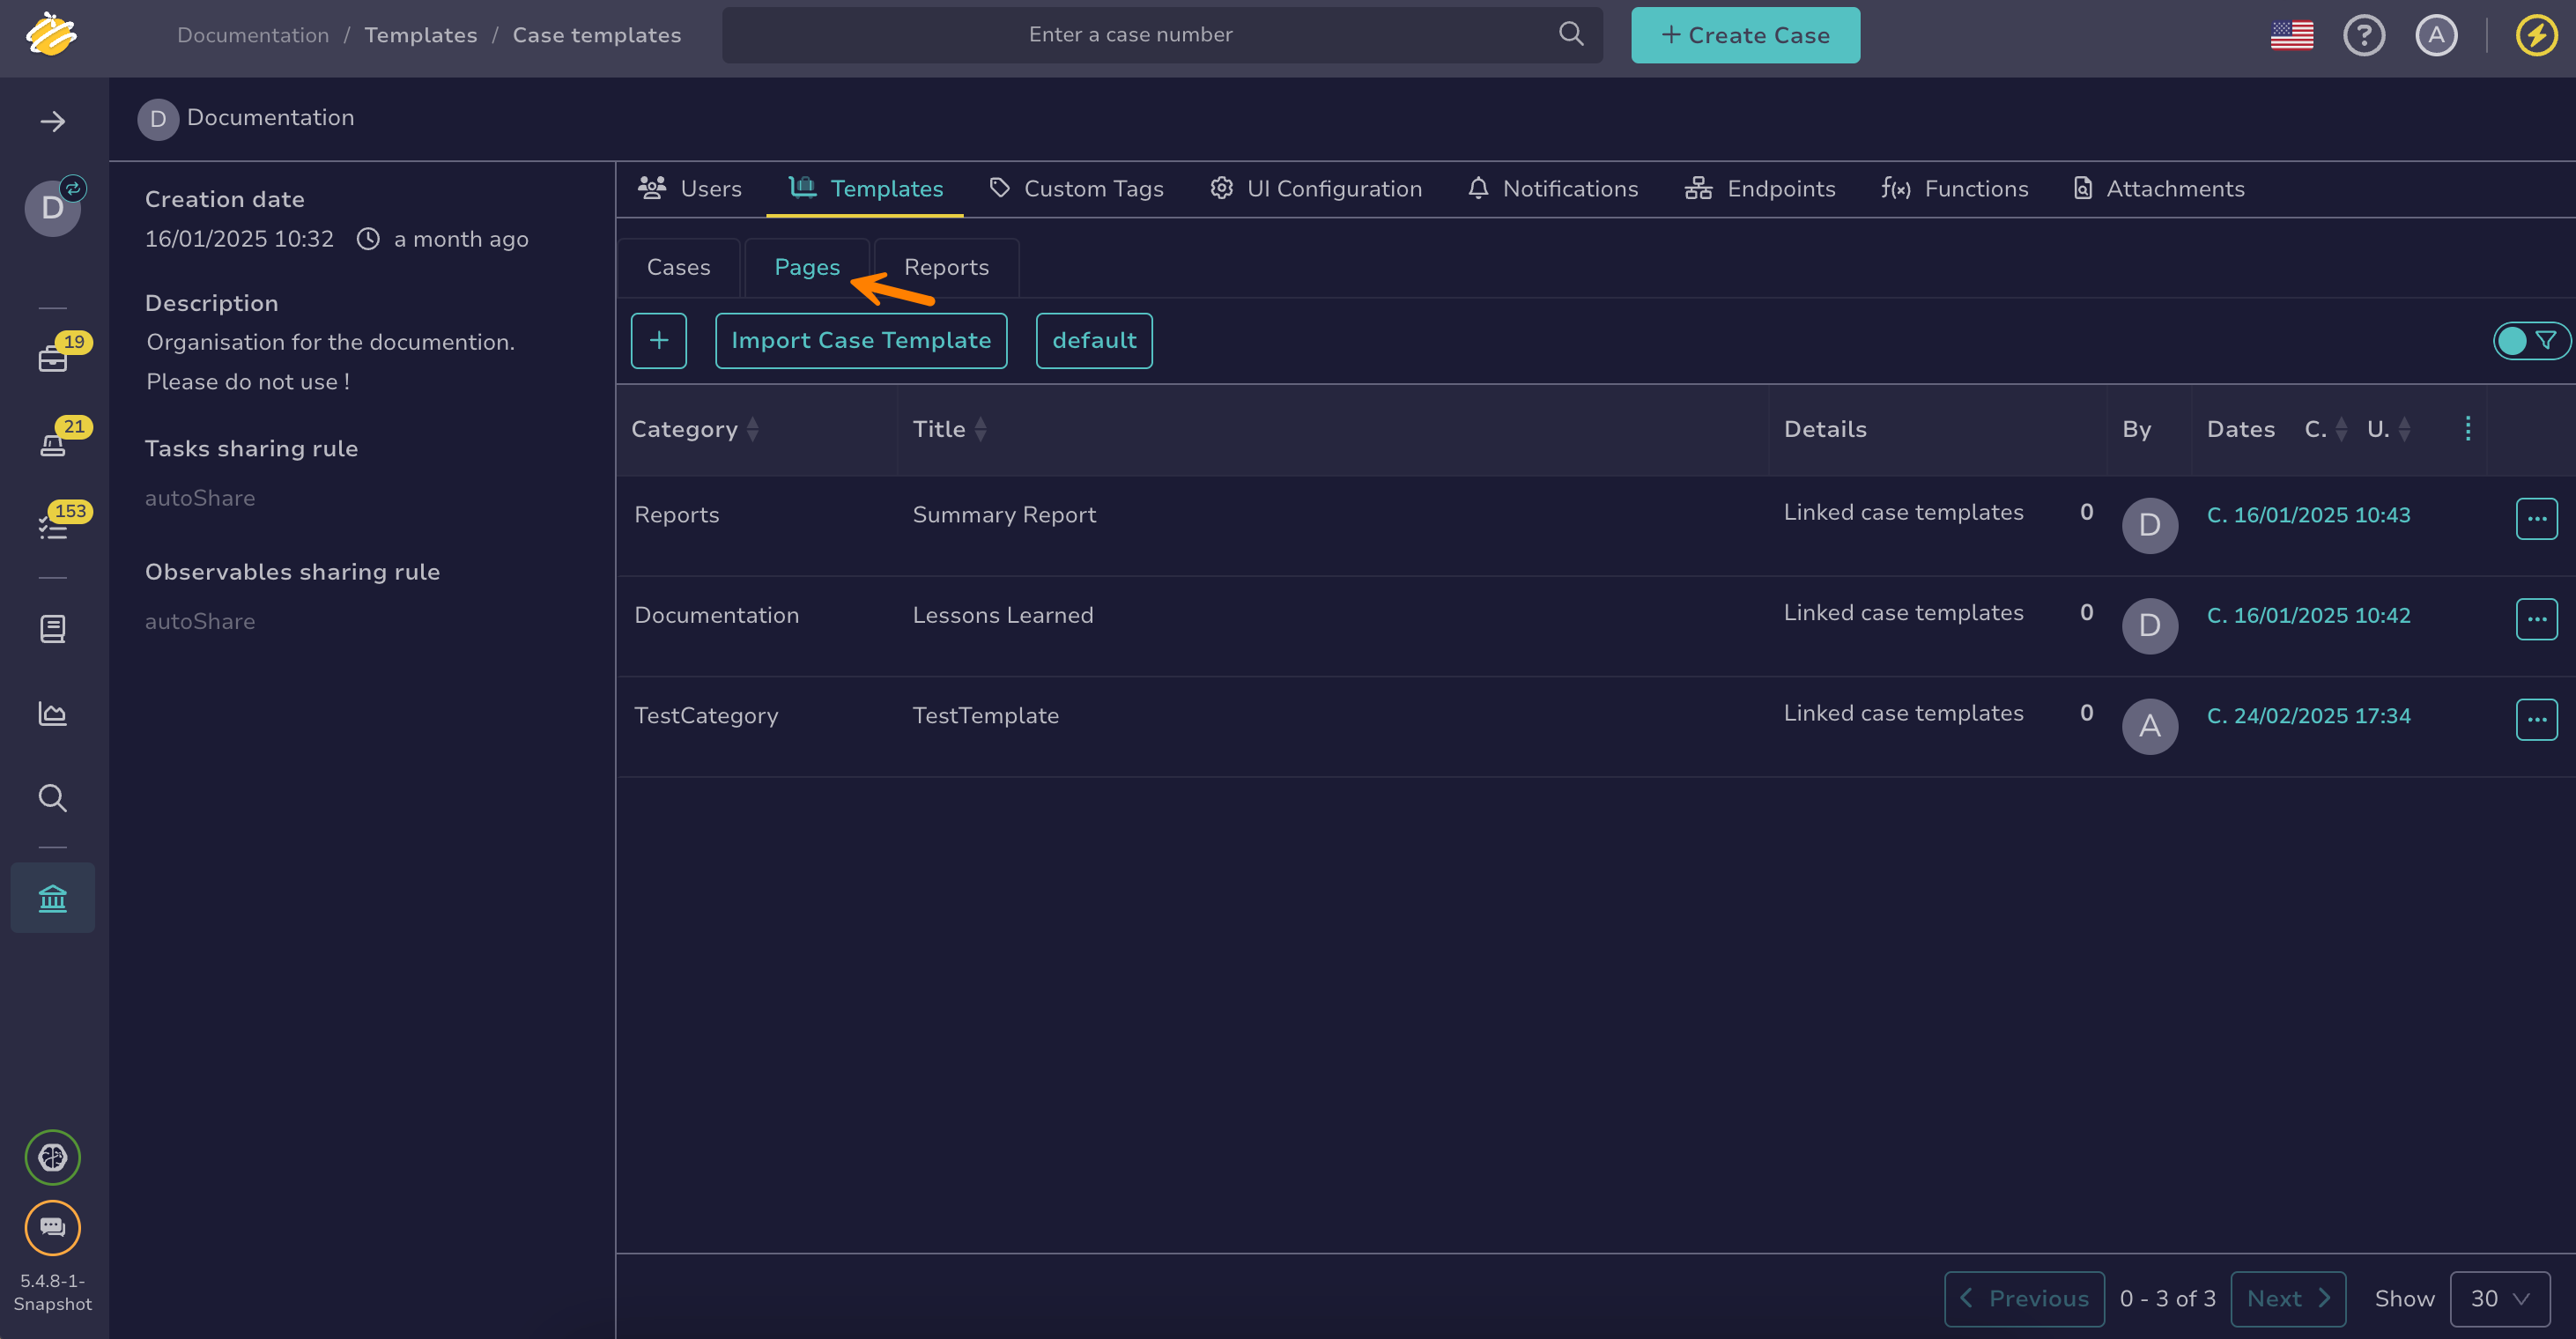 Documentation / Templates / Case templates
Enter a case number
+ Create Case
A
D Documentation
D
19
21
153
5.4.8-1-
Snapshot
Creation date
16/01/2025 10:32 a month ago
Description
Organisation for the documention.
Please do not use !
Tasks sharing rule
autoShare
Observables sharing rule
autoShare
Users Templates Custom Tags UI Configuration Notifications Endpoints f(x) Functions Attachments
Cases Pages Reports
+ Import Case Template default
Category Title Details By Dates C. U.
Reports Summary Report Linked case templates 0 D C. 16/01/2025 10:43
Documentation Lessons Learned Linked case templates 0 D C. 16/01/2025 10:42
TestCategory TestTemplate Linked case templates 0 A C. 24/02/2025 17:34
Previous 0 - 3 of 3 Next Show 30